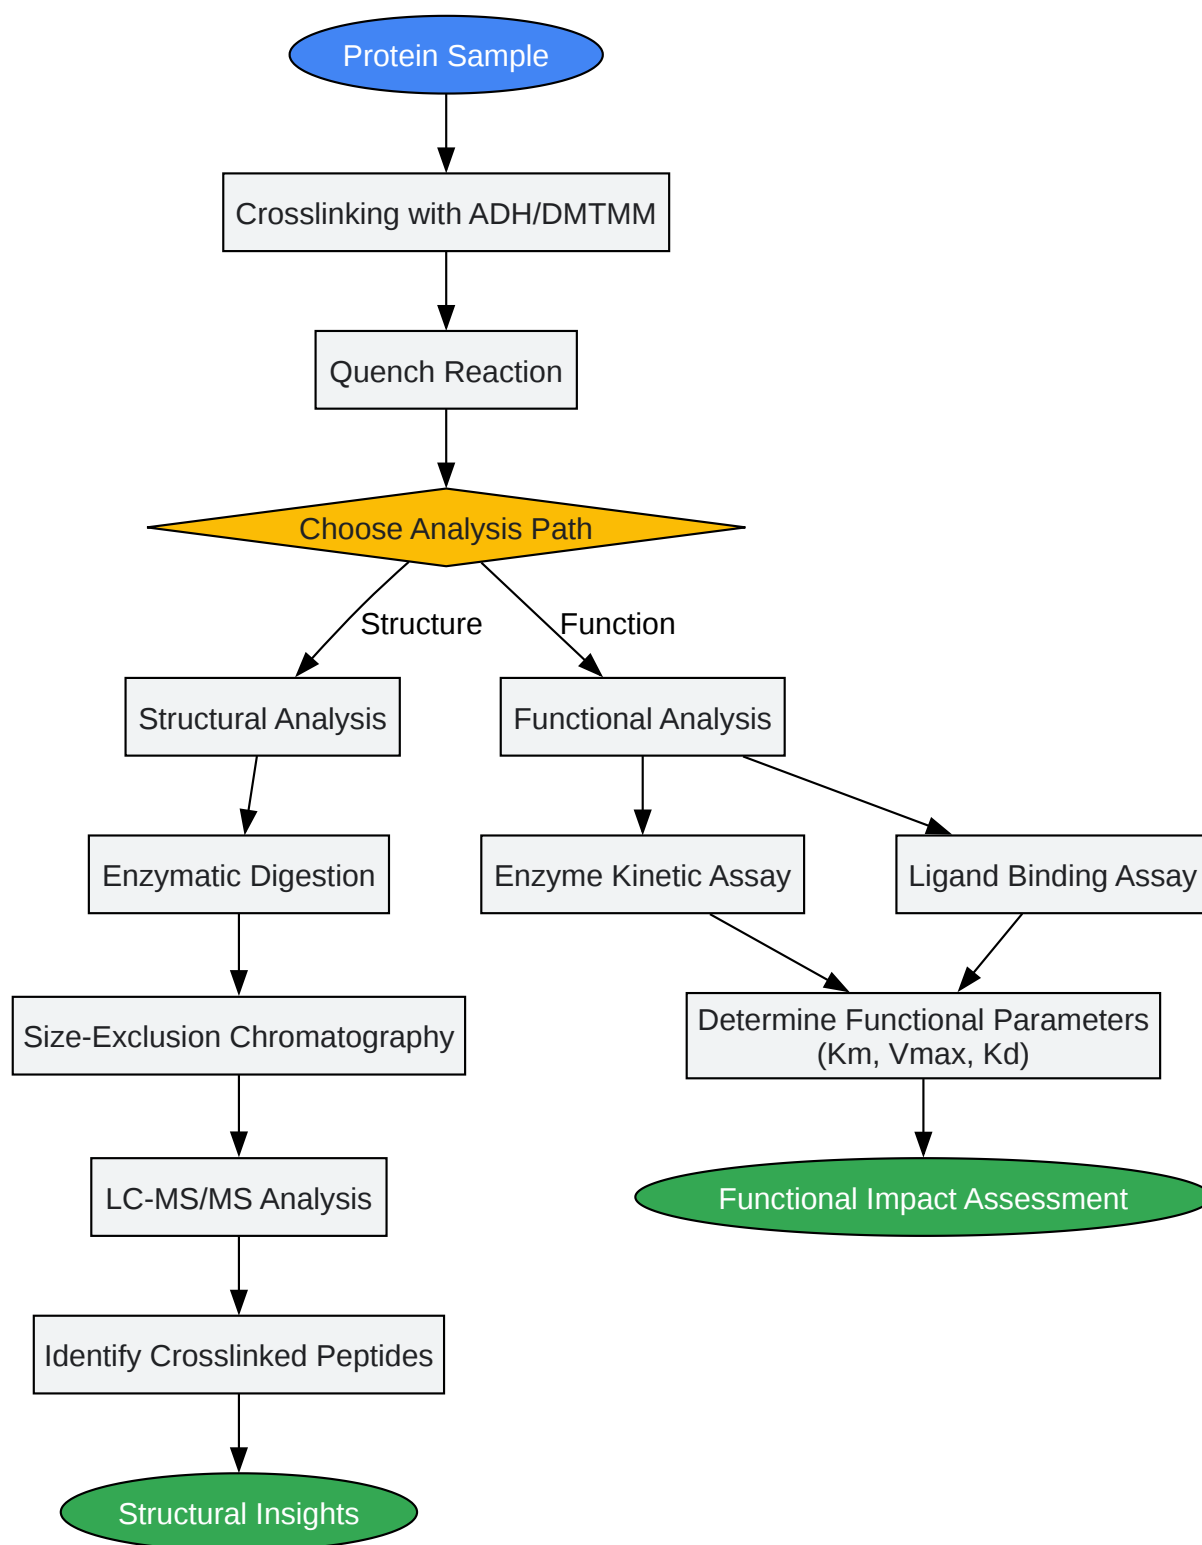 Protein Sample
Crosslinking with ADH/DMTMM
Quench Reaction
Choose Analysis Path
Structure
Function
Structural Analysis
Functional Analysis
Enzymatic Digestion
Enzyme Kinetic Assay
Ligand Binding Assay
Size-Exclusion Chromatography
Determine Functional Parameters
(Km, Vmax, Kd)
LC-MS/MS Analysis
Functional Impact Assessment
Identify Crosslinked Peptides
Structural Insights